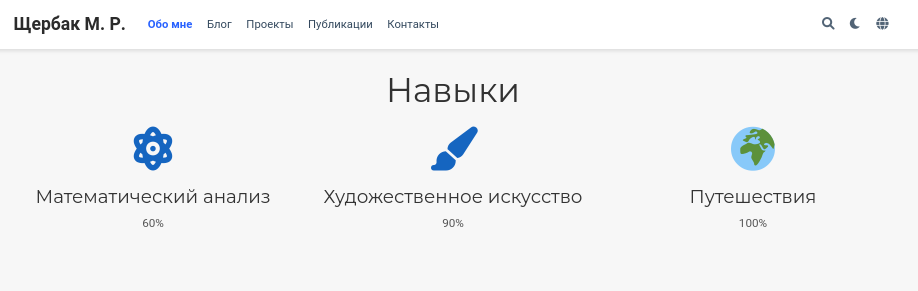 Щербак М. Р. Обо мне Блог Проекты Публикации Контакты
Навыки
Математический анализ Художественное искусство Путешествия
60% 90% 100%